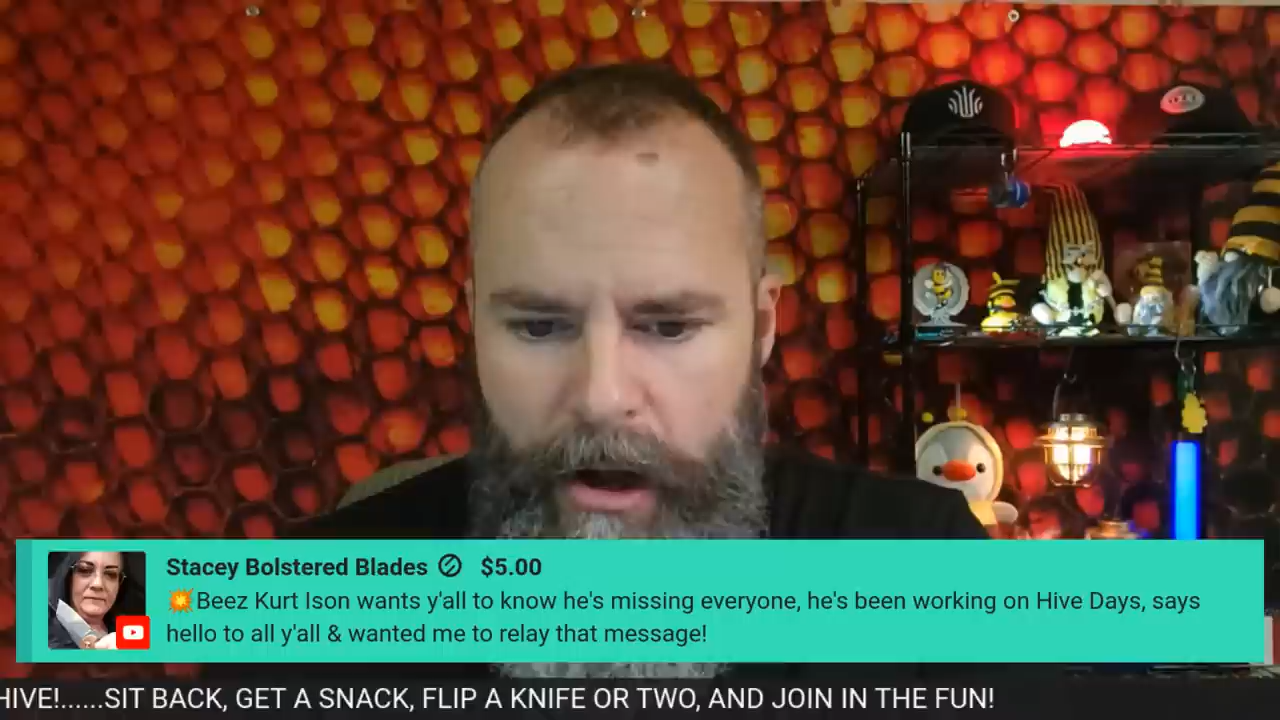 Stacey Bolstered Blades $5.00
💥Beez Kurt Ison wants y'all to know he's missing everyone, he's been working on Hive Days, says
hello to all y'all & wanted me to relay that message!
HIVE!......SIT BACK, GET A SNACK, FLIP A KNIFE OR TWO, AND JOIN IN THE FUN!